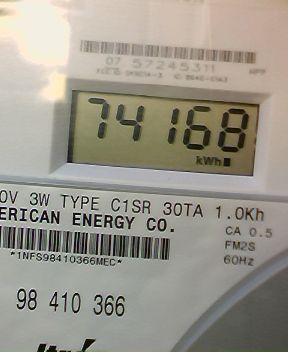 07 57245311
74168
kWh
0V 3W TYPE C1SR 30TA 1.0Kh
ERICAN ENERGY CO.
CA 0.5
FM2S
*1NFS98410366MEC*
60Hz
98 410 366